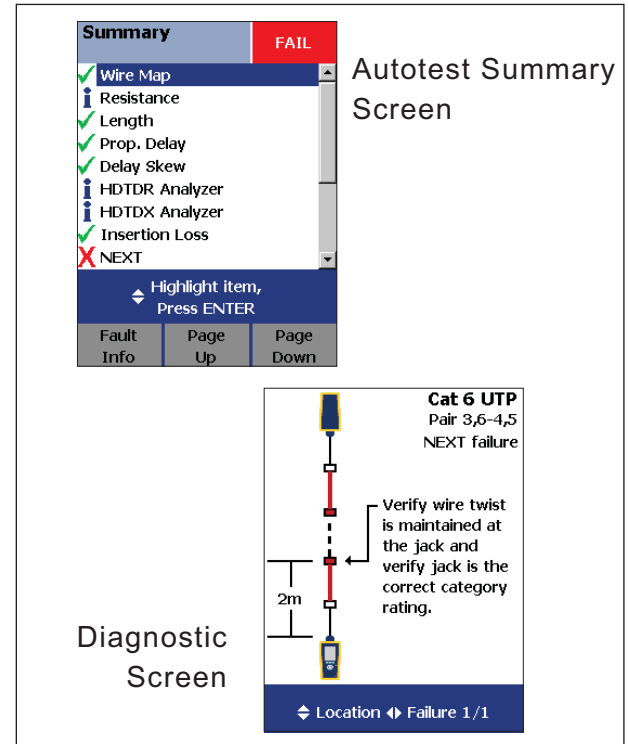 Summary
FAIL
Autotest Summary
Screen
Wire Map
Resistance
Length
Prop. Delay
Delay Skew
HDTDR Analyzer
HDTDX Analyzer
Insertion Loss
NEXT
Highlight item,
Press ENTER
Fault
Info
Page
Up
Page
Down
Cat 6 UTP
Pair 3,6-4,5
NEXT failure
Verify wire twist
is maintained at
the jack and
verify jack is the
correct category
rating.
2m
Diagnostic
Screen
Location Failure 1/1